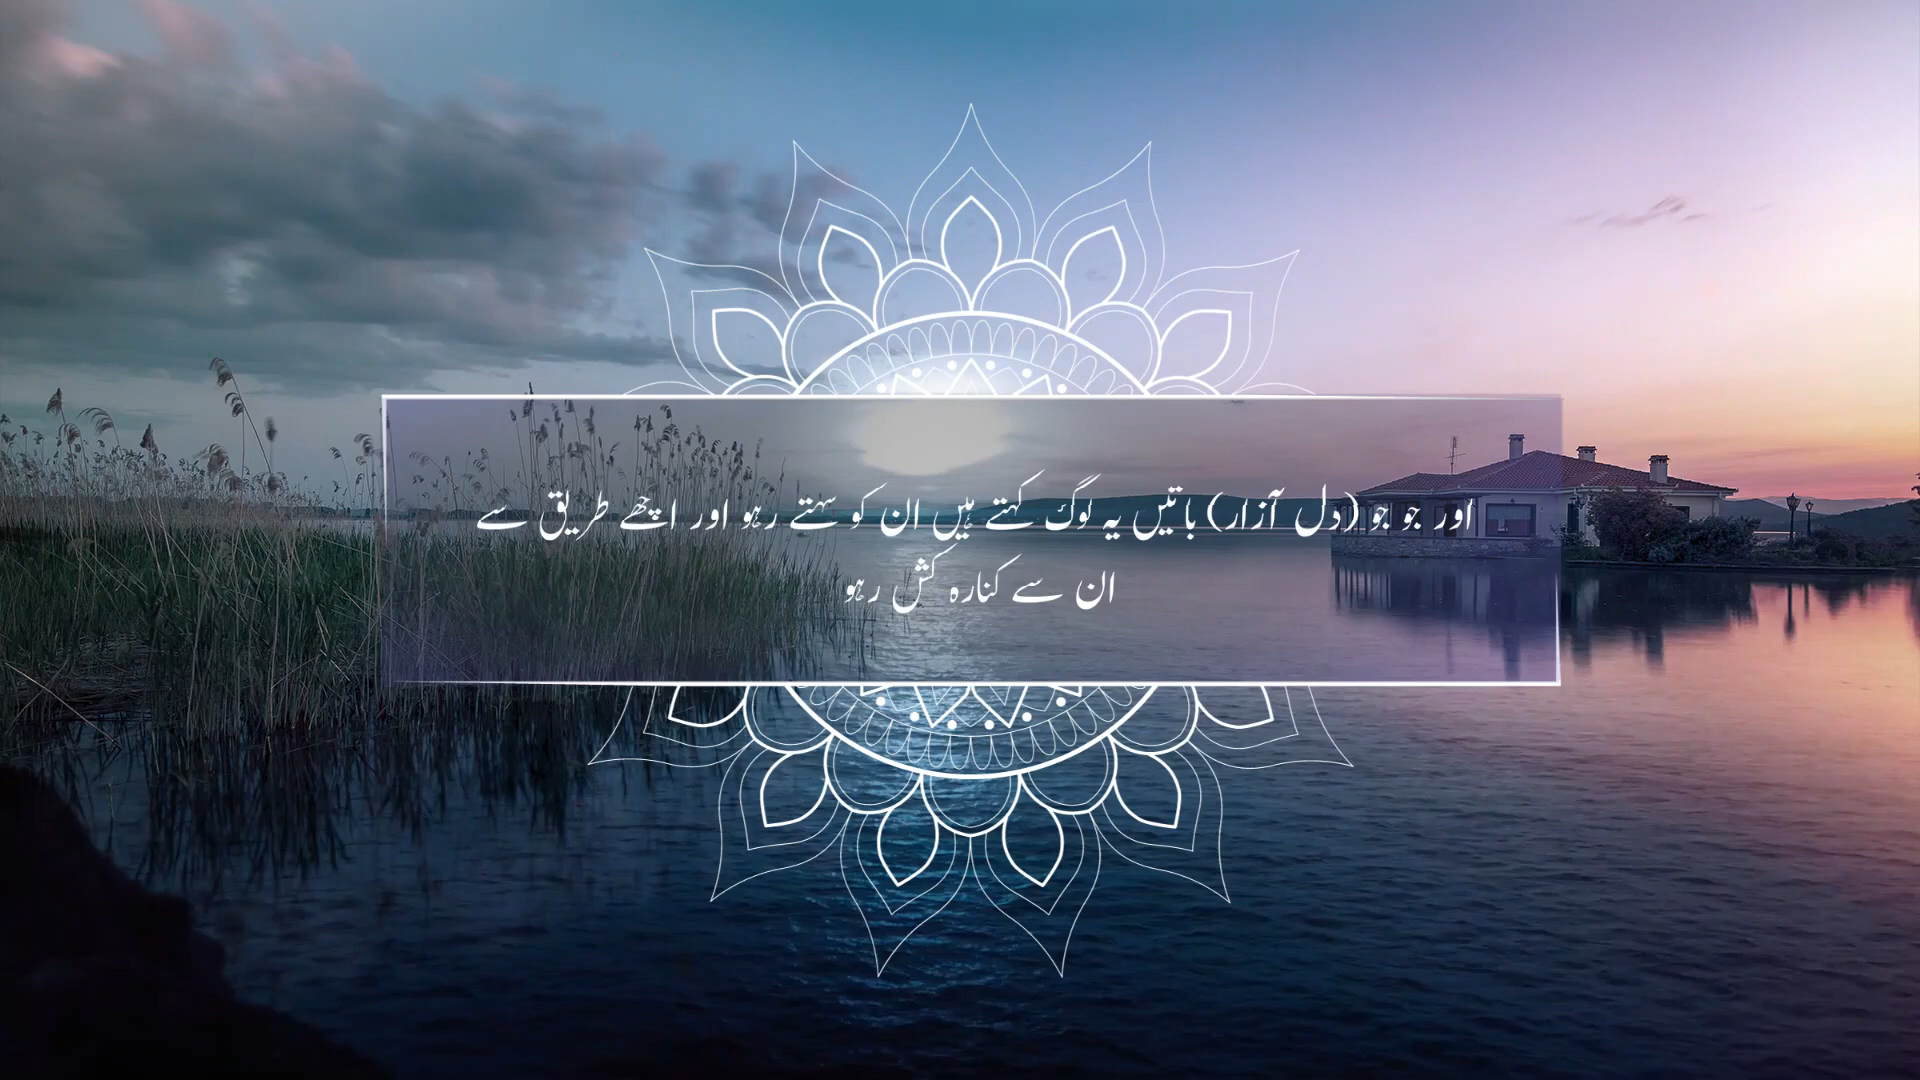 اور جو جو (دل آزار) باتیں یہ لوگ کہتے ہیں ان کو سہتے رہو اور اچھے طریق سے
ان سے کنارہ کش رہو